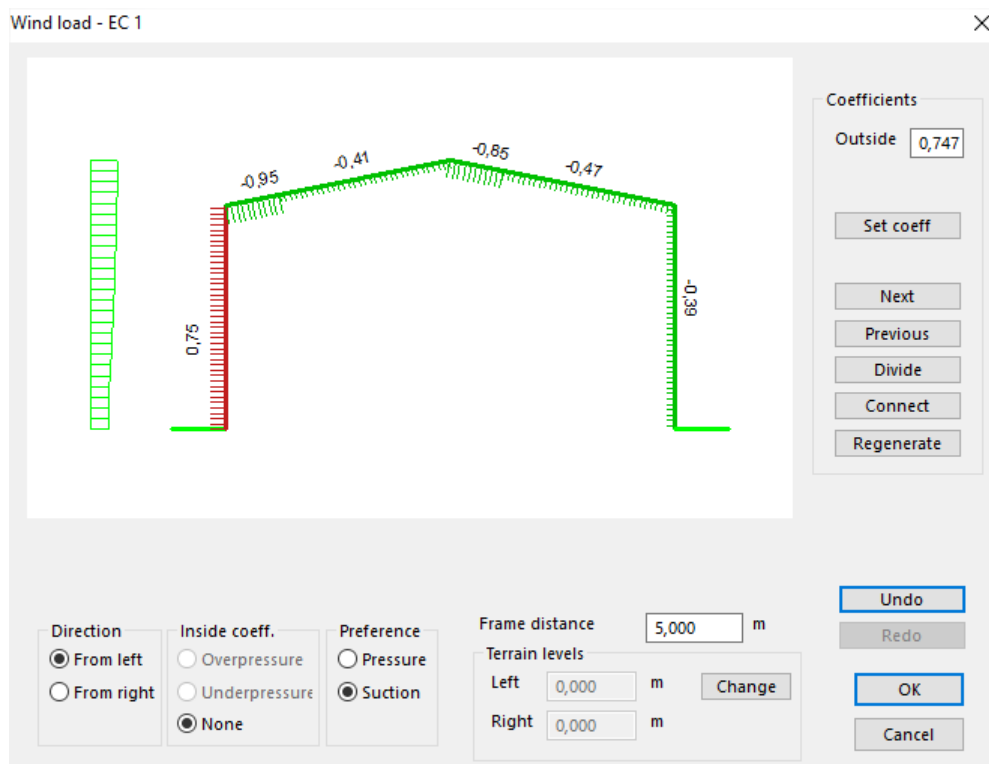 Wind load - EC 1
Coefficients
Outside 0,747
-0,95
-0,41
-0,85
-0,47
0,75
-0,39
Set coeff
Next
Previous
Divide
Connect
Regenerate
Undo
Redo
OK
Cancel
Direction
From left
From right
Inside coeff.
Overpressure
Underpressure
None
Preference
Pressure
Suction
Frame distance 5,000 m
Terrain levels
Left 0,000 m Change
Right 0,000 m